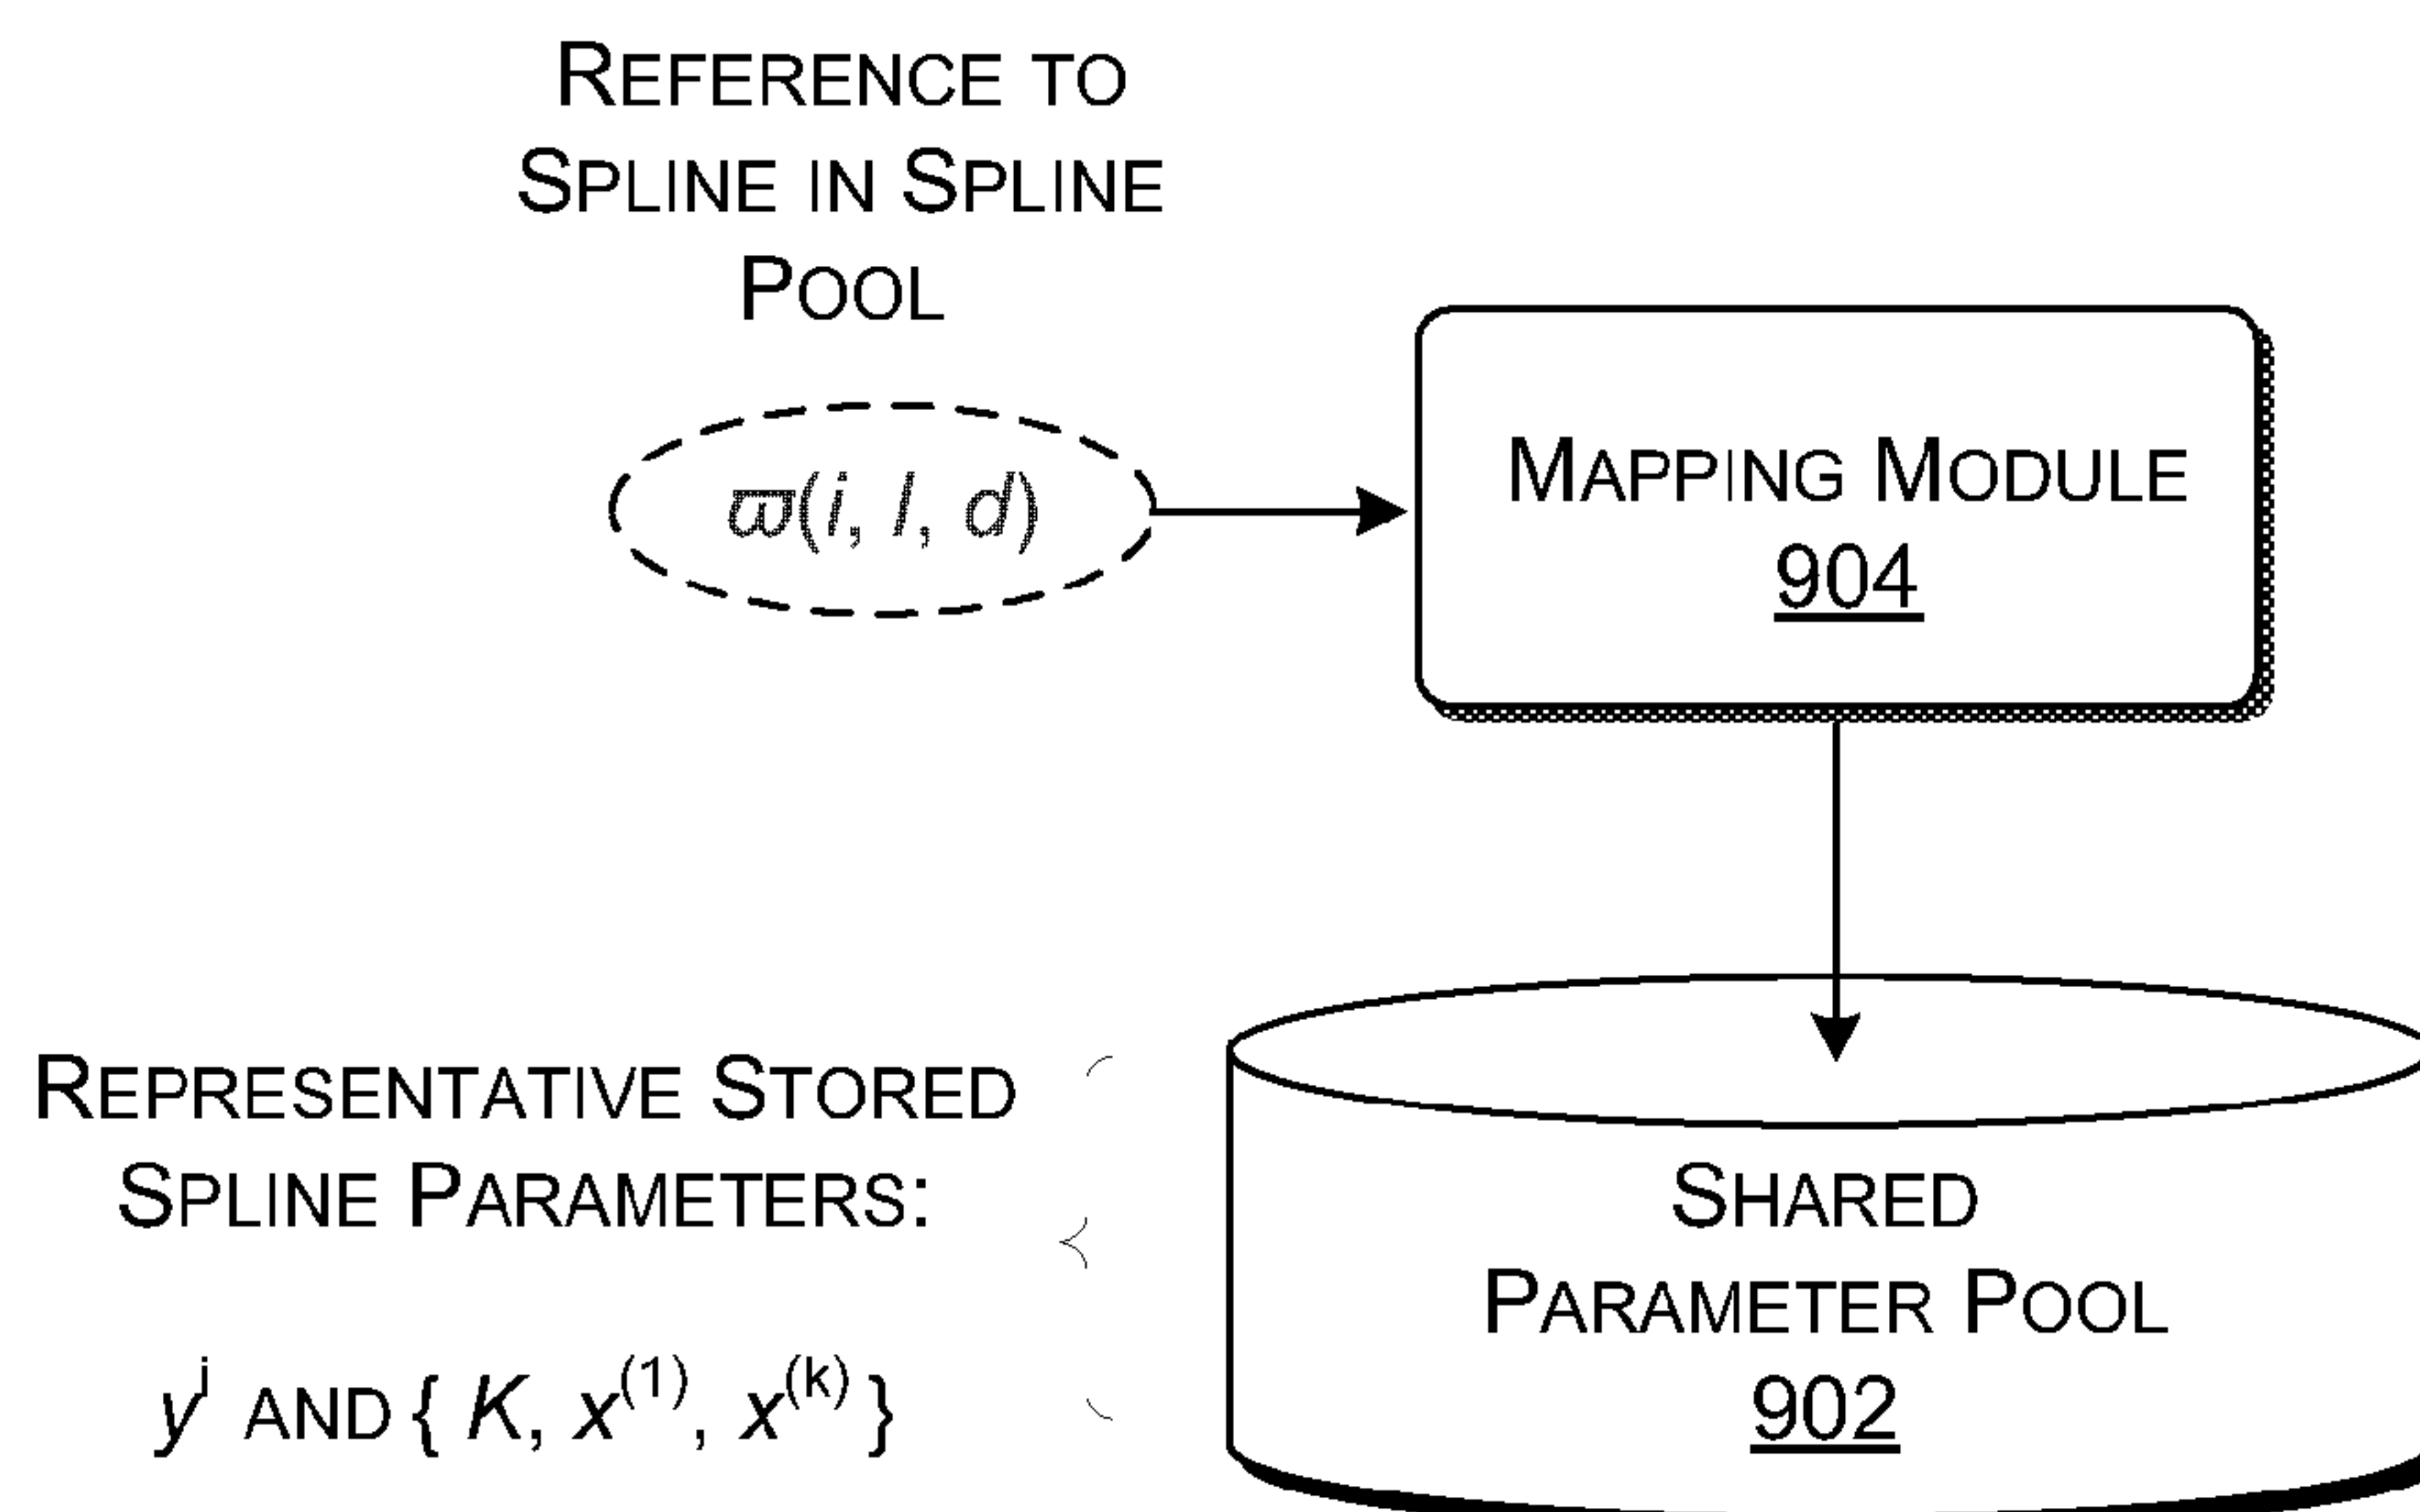 REFERENCE TO
SPLINE IN SPLINE
POOL
ϖ(i, l, d)
MAPPING MODULE
904
REPRESENTATIVE STORED
SPLINE PARAMETERS:
yⁱ AND { K, x⁽¹⁾, x⁽ᵏ⁾ }
SHARED
PARAMETER POOL
902